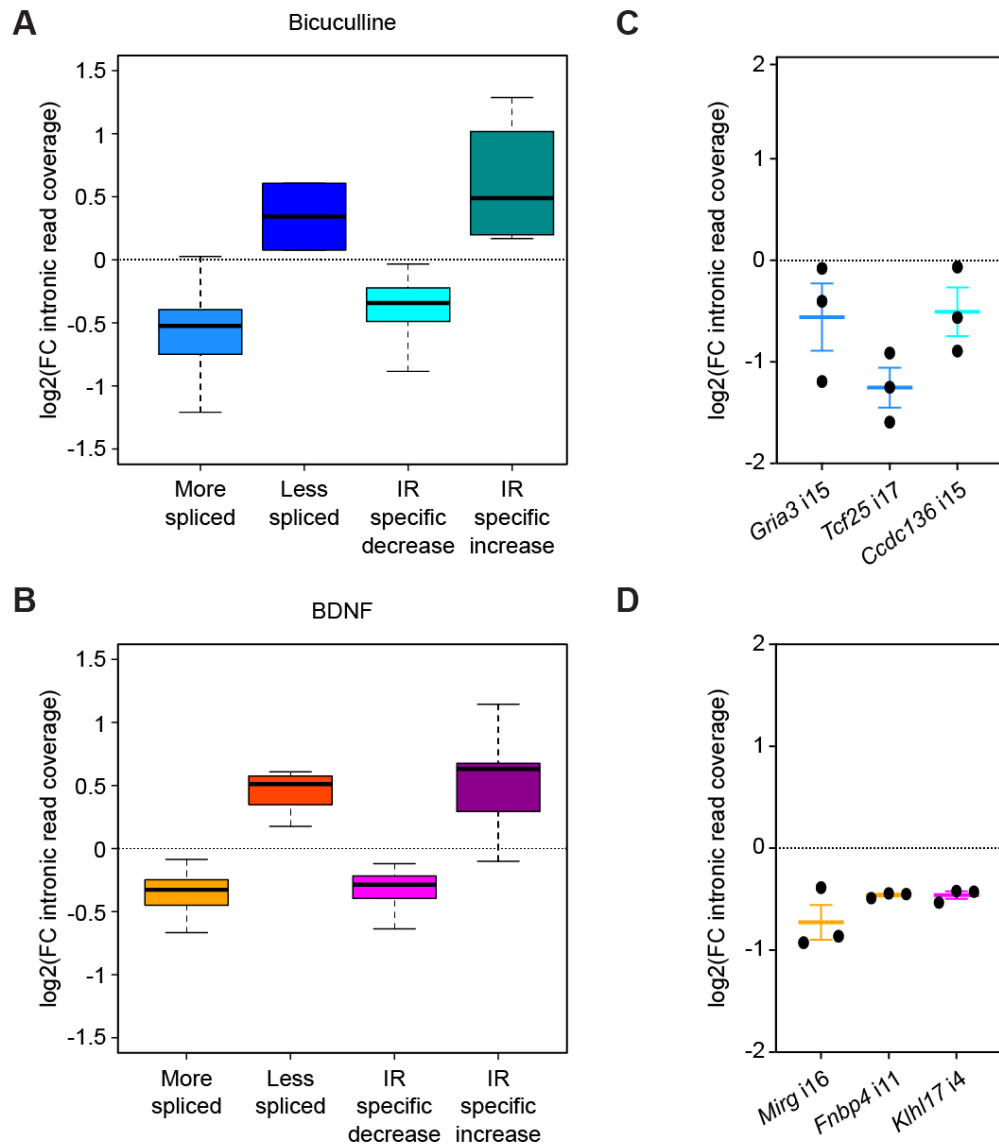 A
Bicuculline
log2(FC intronic read coverage)
1.5
1
0.5
0
-0.5
-1
-1.5
More
spliced
Less
spliced
IR
specific
decrease
IR
specific
increase
B
BDNF
log2(FC intronic read coverage)
1.5
1
0.5
0
-0.5
-1
-1.5
More
spliced
Less
spliced
IR
specific
decrease
IR
specific
increase
C
log2(FC intronic read coverage)
2
1
0
-1
-2
Gria3 i15
Tcf25 i17
Ccdc136 i15
D
log2(FC intronic read coverage)
2
1
0
-1
-2
Mirg i16
Fnbp4 i11
Klhl17 i4